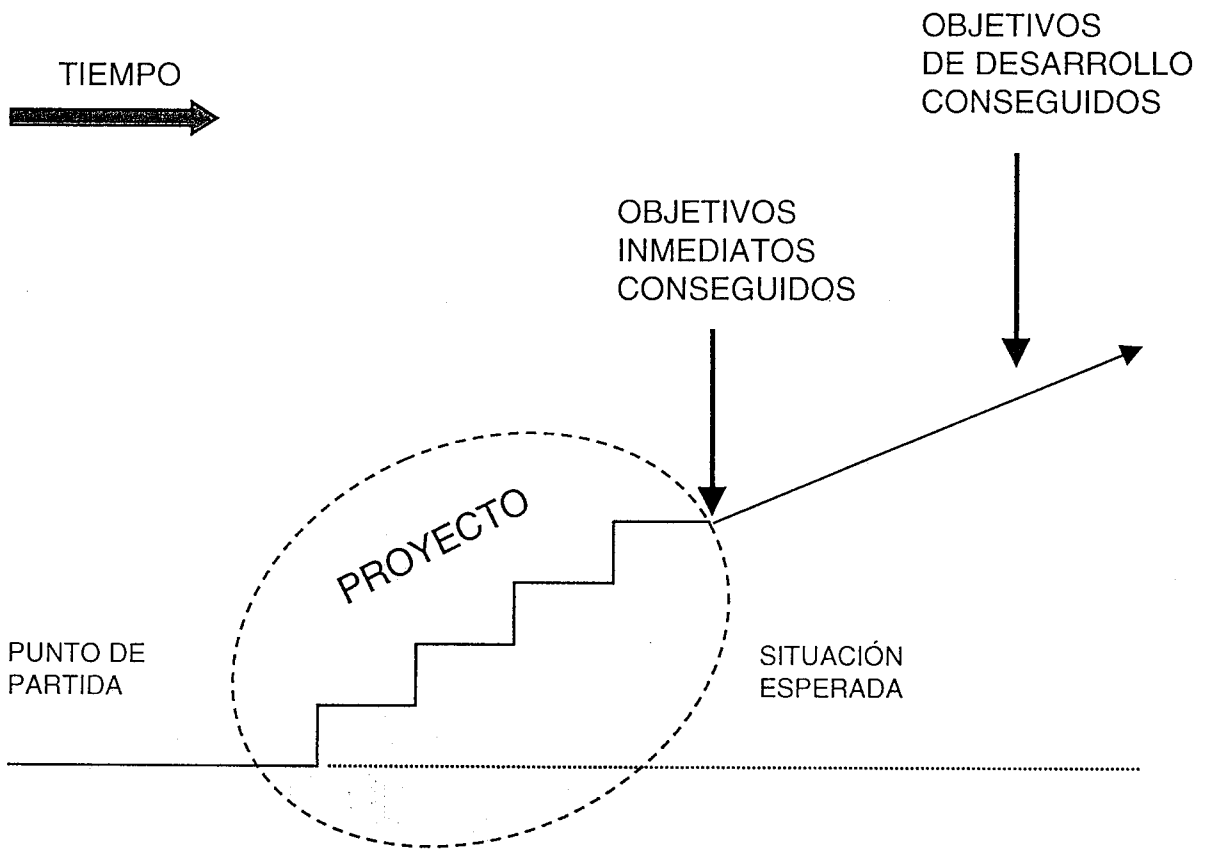 OBJETIVOS
DE DESARROLLO
CONSEGUIDOS
TIEMPO
OBJETIVOS
INMEDIATOS
CONSEGUIDOS
PROYECTO
PUNTO DE
PARTIDA
SITUACIÓN
ESPERADA